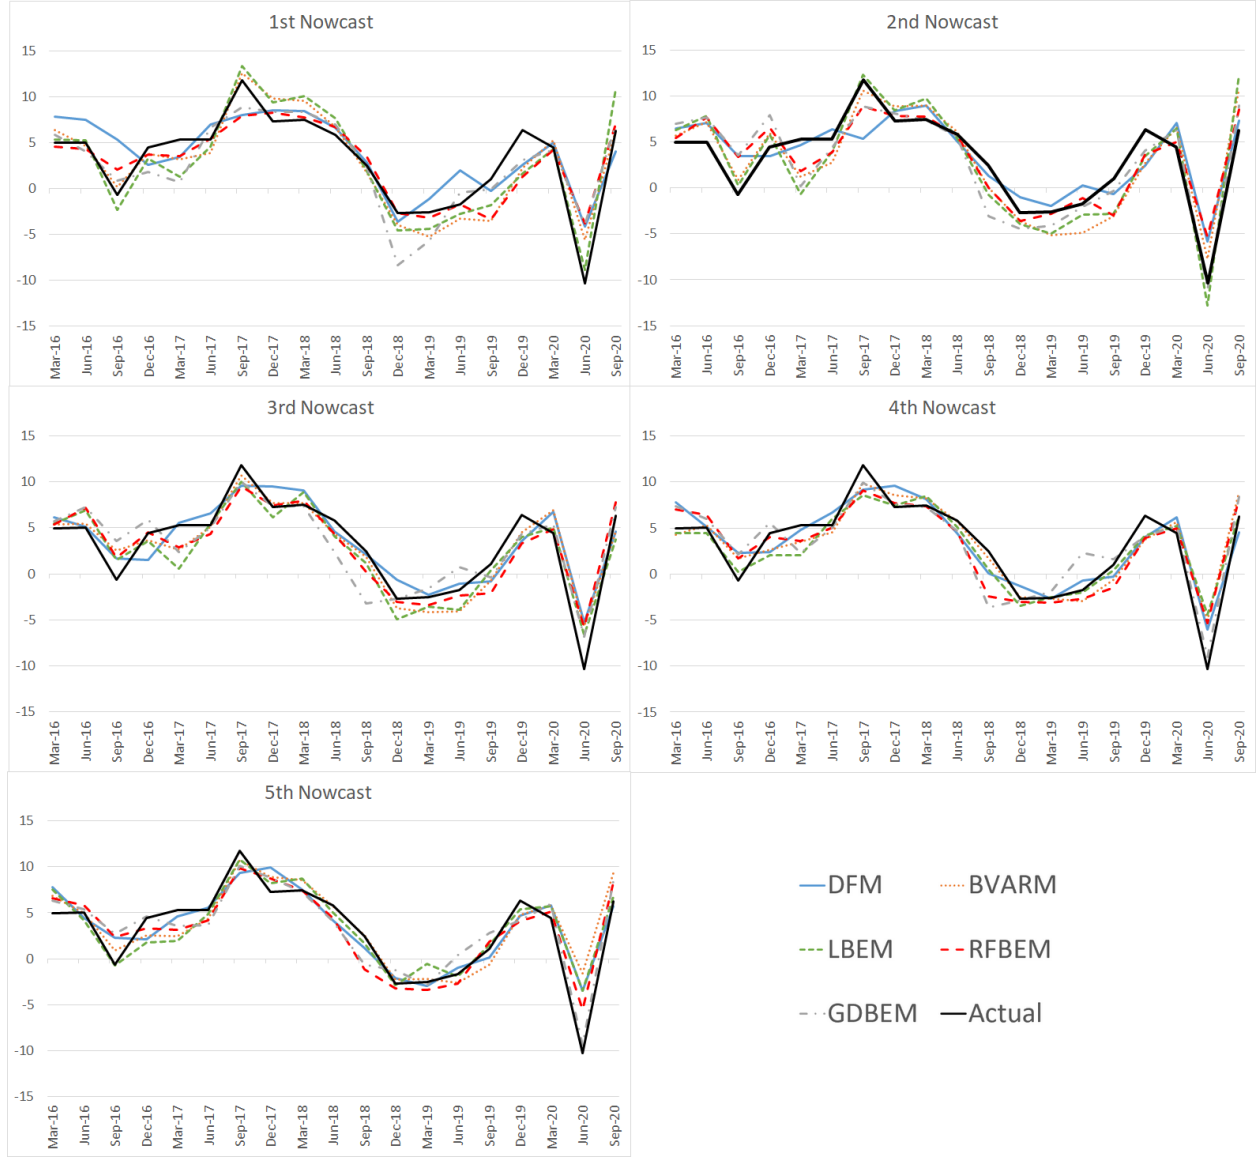 1st Nowcast
15
10
5
0
-5
-10
-15
Mar-16
Jun-16
Sep-16
Dec-16
Mar-17
Jun-17
Sep-17
Dec-17
Mar-18
Jun-18
Sep-18
Dec-18
Mar-19
Jun-19
Sep-19
Dec-19
Mar-20
Jun-20
Sep-20
2nd Nowcast
15
10
5
0
-5
-10
-15
Mar-16
Jun-16
Sep-16
Dec-16
Mar-17
Jun-17
Sep-17
Dec-17
Mar-18
Jun-18
Sep-18
Dec-18
Mar-19
Jun-19
Sep-19
Dec-19
Mar-20
Jun-20
Sep-20
3rd Nowcast
15
10
5
0
-5
-10
-15
Mar-16
Jun-16
Sep-16
Dec-16
Mar-17
Jun-17
Sep-17
Dec-17
Mar-18
Jun-18
Sep-18
Dec-18
Mar-19
Jun-19
Sep-19
Dec-19
Mar-20
Jun-20
Sep-20
4th Nowcast
15
10
5
0
-5
-10
-15
Mar-16
Jun-16
Sep-16
Dec-16
Mar-17
Jun-17
Sep-17
Dec-17
Mar-18
Jun-18
Sep-18
Dec-18
Mar-19
Jun-19
Sep-19
Dec-19
Mar-20
Jun-20
Sep-20
5th Nowcast
15
10
5
0
-5
-10
-15
Mar-16
Jun-16
Sep-16
Dec-16
Mar-17
Jun-17
Sep-17
Dec-17
Mar-18
Jun-18
Sep-18
Dec-18
Mar-19
Jun-19
Sep-19
Dec-19
Mar-20
Jun-20
Sep-20
DFM
BVARM
LBEM
RFBEM
GDBEM
Actual